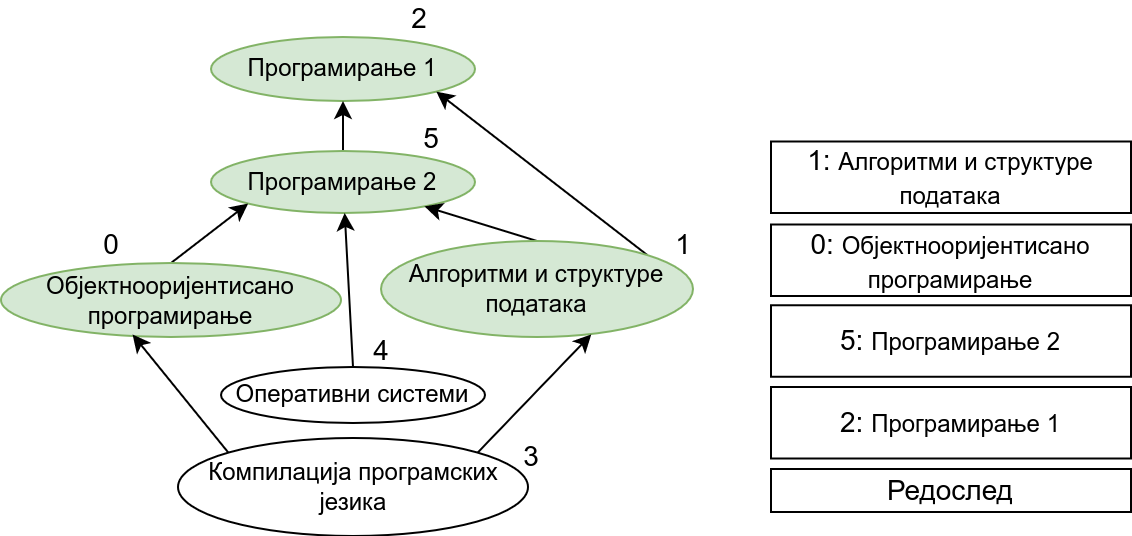 2
Програмирање 1
5
Програмирање 2
0
Објектнооријентисано
програмирање
1
Алгоритми и структуре
података
4
Оперативни системи
3
Компилација програмских
језика
1: Алгоритми и структуре
података
0: Објектнооријентисано
програмирање
5: Програмирање 2
2: Програмирање 1
Редослед